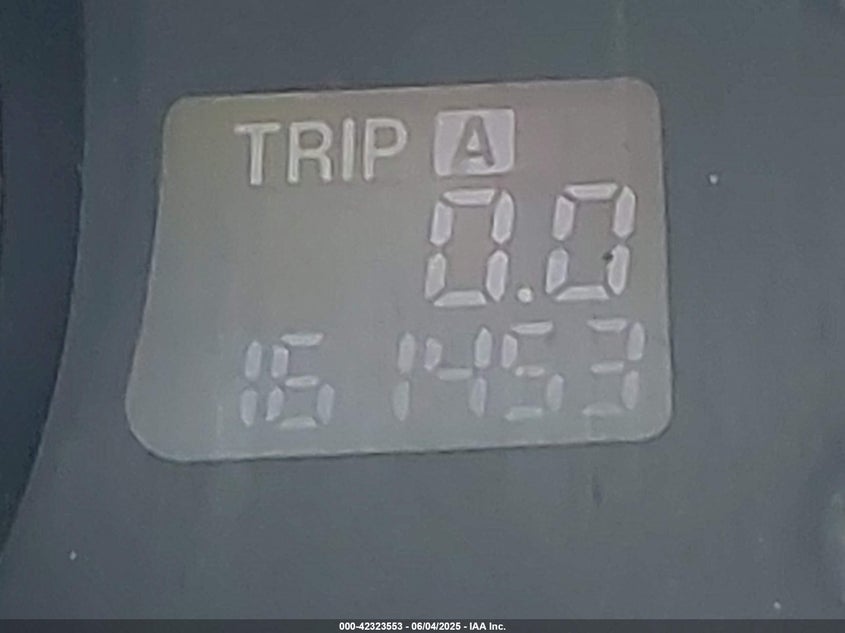 TRIP A
0.0
161453
000-42323553 - 06/04/2025 - IAA Inc.